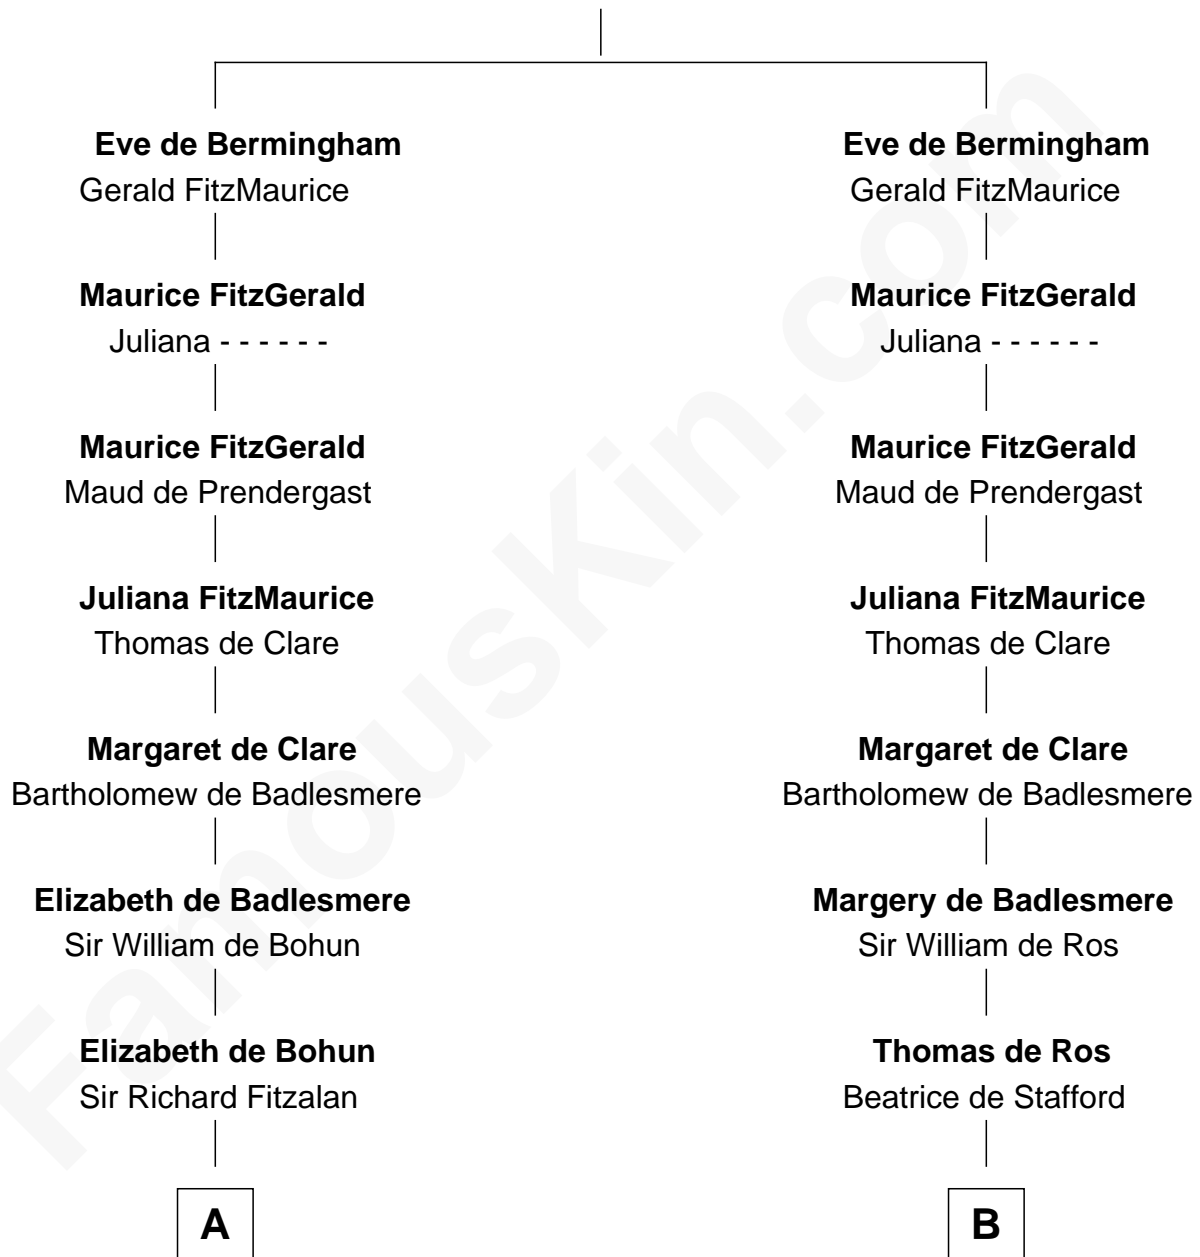 Eve de Bermingham
Gerald FitzMaurice
Maurice FitzGerald
Juliana - - - - - -
Maurice FitzGerald
Maud de Prendergast
Juliana FitzMaurice
Thomas de Clare
Margaret de Clare
Bartholomew de Badlesmere
Elizabeth de Badlesmere
Sir William de Bohun
Elizabeth de Bohun
Sir Richard Fitzalan
A
Eve de Bermingham
Gerald FitzMaurice
Maurice FitzGerald
Juliana - - - - - -
Maurice FitzGerald
Maud de Prendergast
Juliana FitzMaurice
Thomas de Clare
Margaret de Clare
Bartholomew de Badlesmere
Margery de Badlesmere
Sir William de Ros
Thomas de Ros
Beatrice de Stafford
B
FamousKin.com